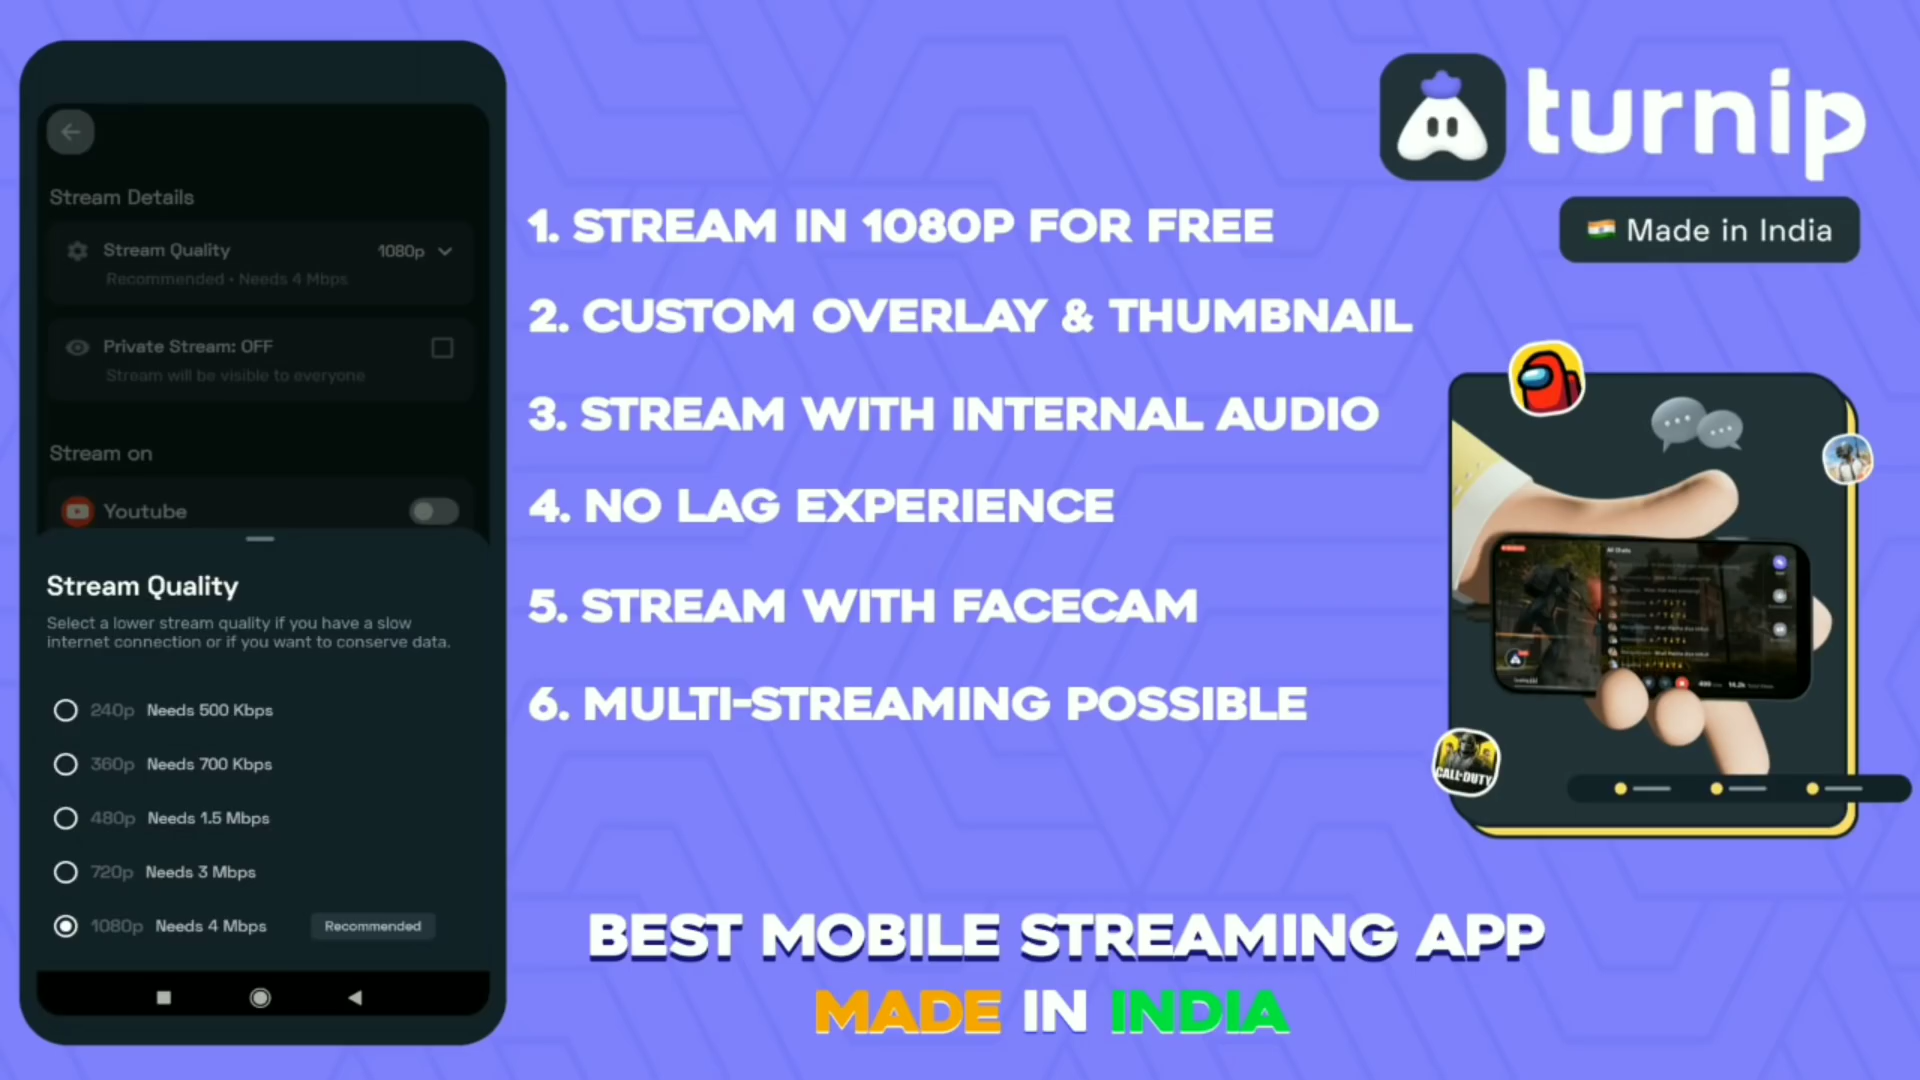 Stream Details
Stream Quality 1080p
Recommended • Needs 4 Mbps
Private Stream: OFF
Stream will be visible to everyone
Stream on
Youtube
Stream Quality
Select a lower stream quality if you have a slow
internet connection or if you want to conserve data.
240p Needs 500 Kbps
360p Needs 700 Kbps
480p Needs 1.5 Mbps
720p Needs 3 Mbps
1080p Needs 4 Mbps Recommended
1. STREAM IN 1080P FOR FREE
2. CUSTOM OVERLAY & THUMBNAIL
3. STREAM WITH INTERNAL AUDIO
4. NO LAG EXPERIENCE
5. STREAM WITH FACECAM
6. MULTI-STREAMING POSSIBLE
turnip
Made in India
CALL OF DUTY
BEST MOBILE STREAMING APP
MADE IN INDIA